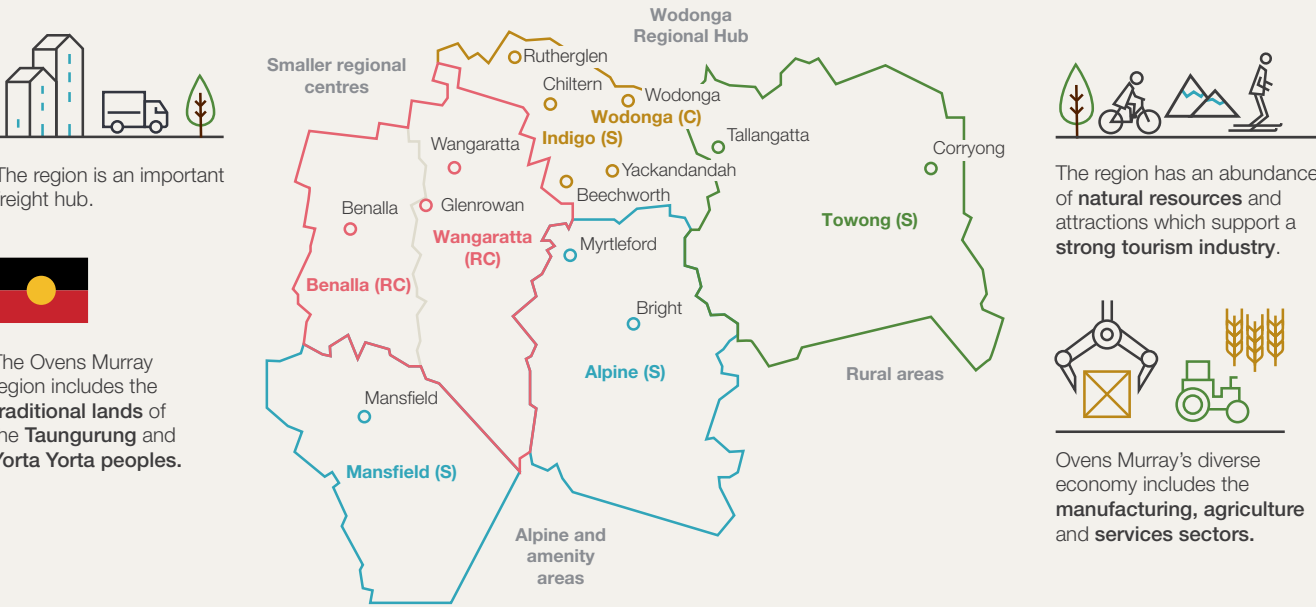 The region is an important
freight hub.
The Ovens Murray
region includes the
traditional lands of
the Taungurung and
Yorta Yorta peoples.
Smaller regional
centres
Wodonga
Regional Hub
Rutherglen
Chiltern
Wodonga
Wodonga (C)
Indigo (S)
Wangaratta
Tallangatta
Corryong
Yackandandah
Beechworth
Benalla
Glenrowan
Towong (S)
Wangaratta
(RC)
Myrtleford
Benalla (RC)
Bright
Alpine (S)
Rural areas
Mansfield
Mansfield (S)
Alpine and
amenity
areas
The region has an abundance
of natural resources and
attractions which support a
strong tourism industry.
Ovens Murray’s diverse
economy includes the
manufacturing, agriculture
and services sectors.